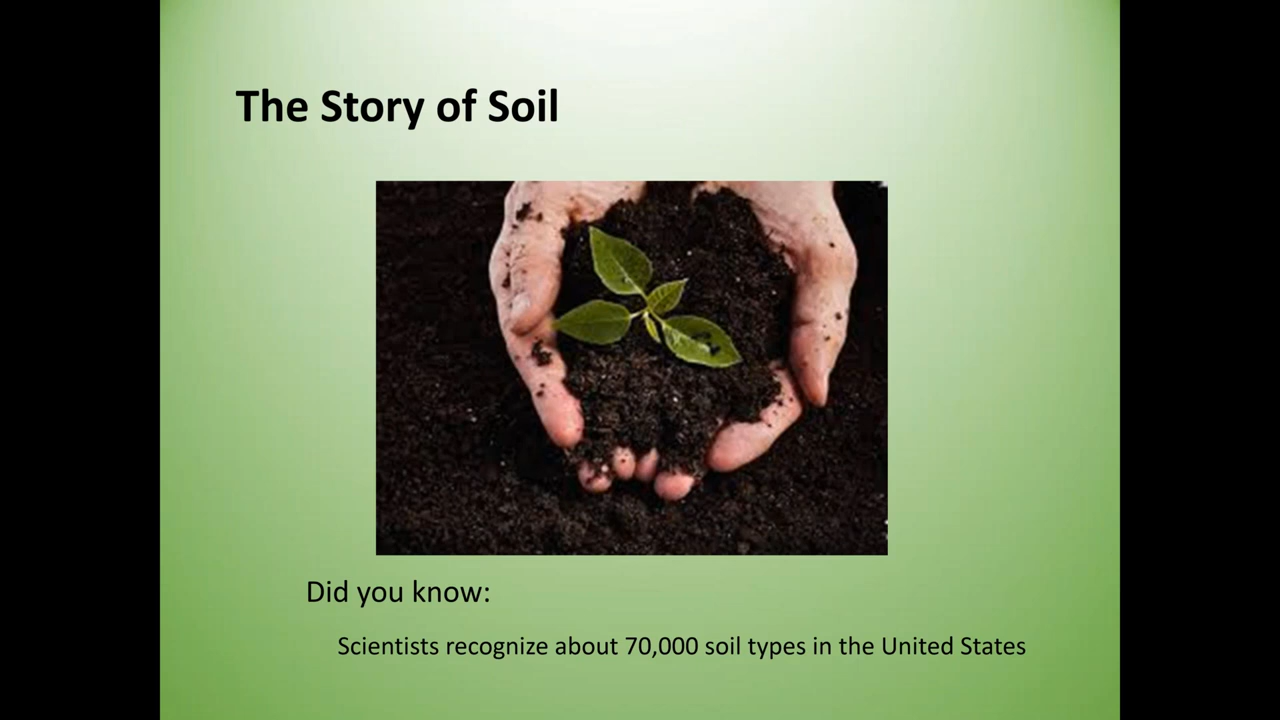 The Story of Soil
Did you know:
Scientists recognize about 70,000 soil types in the United States